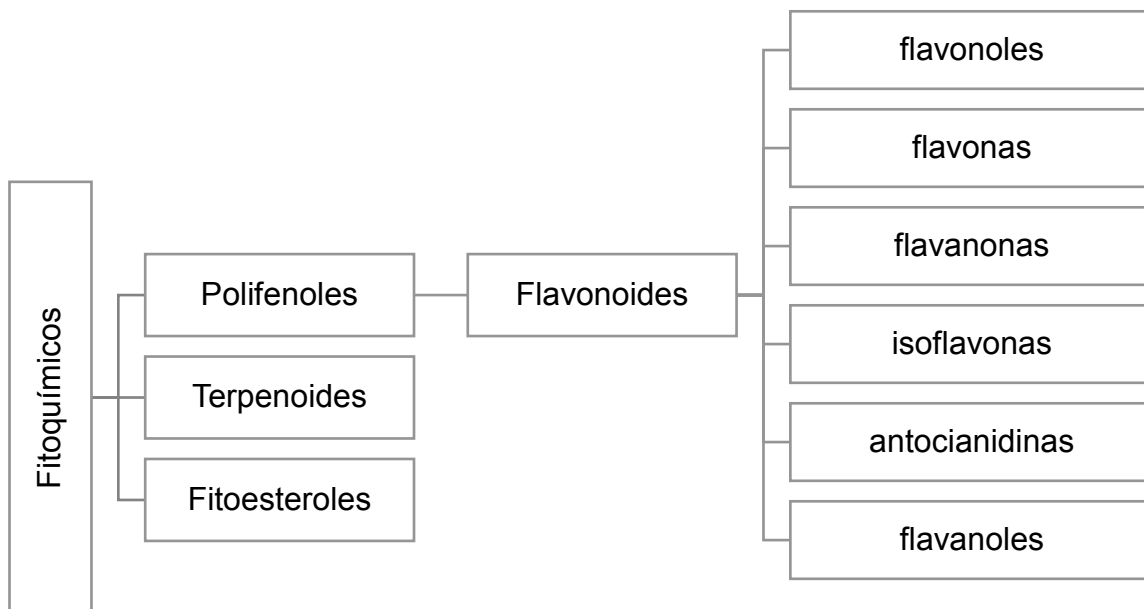 Fitoquímicos
Polifenoles
Terpenoides
Fitoesteroles
Flavonoides
flavonoles
flavonas
flavanonas
isoflavonas
antocianidinas
flavanoles